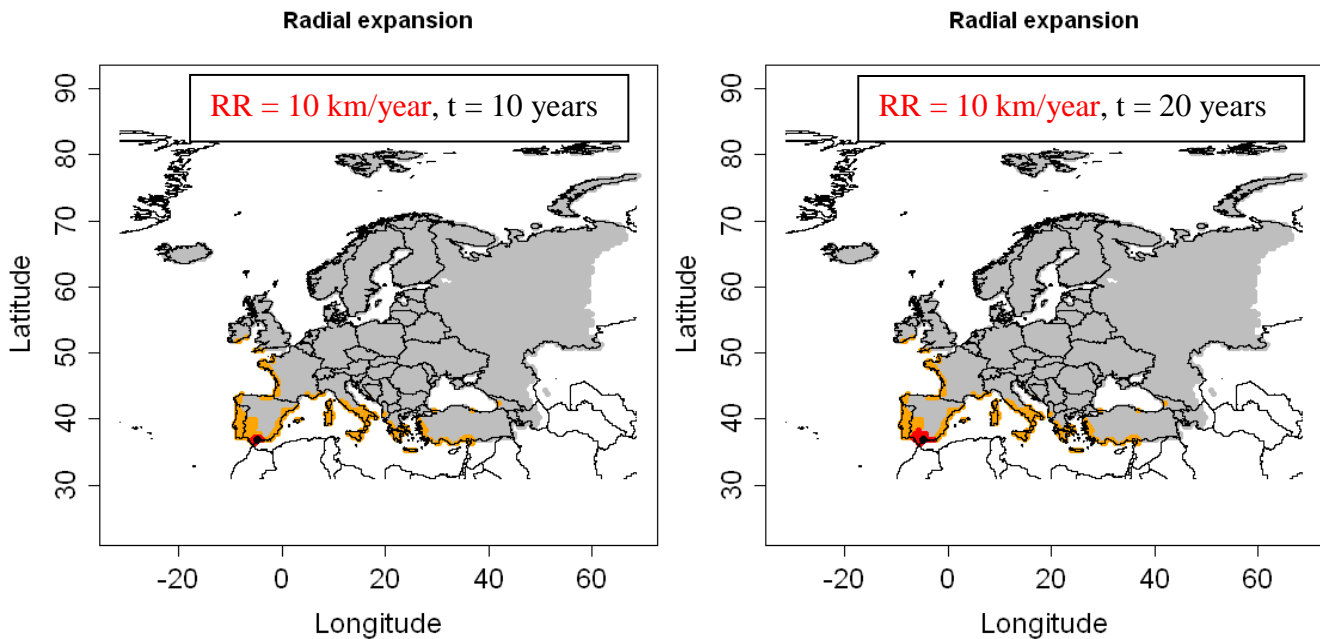 Radial expansion
RR = 10 km/year, t = 10 years
90
80
70
60
50
40
30
Latitude
-20 0 20 40 60
Longitude
Radial expansion
RR = 10 km/year, t = 20 years
90
80
70
60
50
40
30
Latitude
-20 0 20 40 60
Longitude